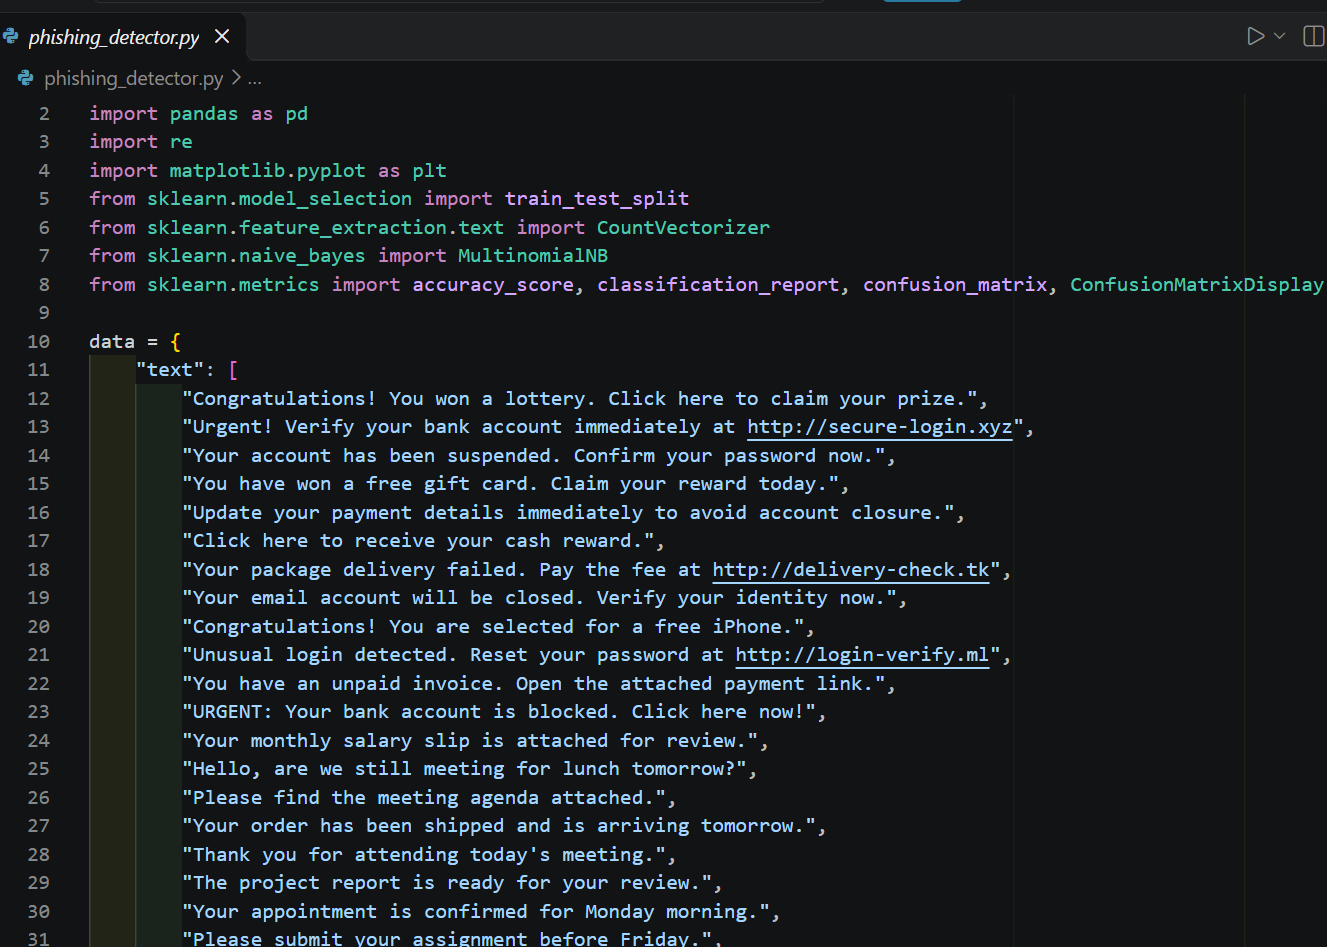 phishing_detector.py
phishing_detector.py > ...
2 import pandas as pd
3 import re
4 import matplotlib.pyplot as plt
5 from sklearn.model_selection import train_test_split
6 from sklearn.feature_extraction.text import CountVectorizer
7 from sklearn.naive_bayes import MultinomialNB
8 from sklearn.metrics import accuracy_score, classification_report, confusion_matrix, ConfusionMatrixDisplay
9
10 data = {
11     "text": [
12         "Congratulations! You won a lottery. Click here to claim your prize.",
13         "Urgent! Verify your bank account immediately at http://secure-login.xyz",
14         "Your account has been suspended. Confirm your password now.",
15         "You have won a free gift card. Claim your reward today.",
16         "Update your payment details immediately to avoid account closure.",
17         "Click here to receive your cash reward.",
18         "Your package delivery failed. Pay the fee at http://delivery-check.tk",
19         "Your email account will be closed. Verify your identity now.",
20         "Congratulations! You are selected for a free iPhone.",
21         "Unusual login detected. Reset your password at http://login-verify.ml",
22         "You have an unpaid invoice. Open the attached payment link.",
23         "URGENT: Your bank account is blocked. Click here now!",
24         "Your monthly salary slip is attached for review.",
25         "Hello, are we still meeting for lunch tomorrow?",
26         "Please find the meeting agenda attached.",
27         "Your order has been shipped and is arriving tomorrow.",
28         "Thank you for attending today's meeting.",
29         "The project report is ready for your review.",
30         "Your appointment is confirmed for Monday morning.",
31         "Please submit your assignment before Friday.",